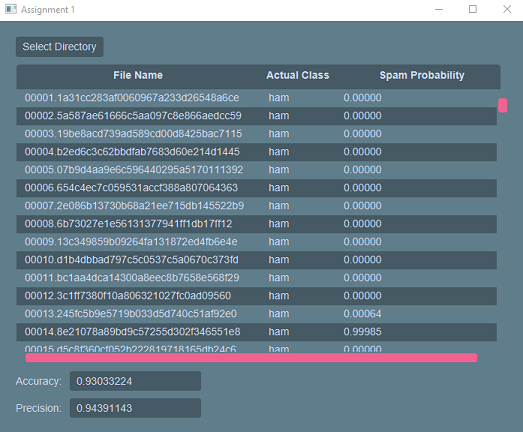 Assignment 1
Select Directory
File Name Actual Class Spam Probability
00001.1a31cc283af0060967a233d26548a6ce ham 0.00000
00002.5a587ae61666c5aa097c8e866aedcc59 ham 0.00000
00003.19be8acd739ad589cd00d8425bac7115 ham 0.00000
00004.b2ed6c3c62bbdfab7683d60e214d1445 ham 0.00000
00005.07b9d4aa9e6c596440295a5170111392 ham 0.00000
00006.654c4ec7c059531accf388a807064363 ham 0.00000
00007.2e086b13730b68a21ee715db145522b9 ham 0.00000
00008.6b73027e1e56131377941ff1db17ff12 ham 0.00000
00009.13c349859b09264fa131872ed4fb6e4e ham 0.00000
00010.d1b4dbbad797c5c0537c5a0670c373fd ham 0.00000
00011.bc1aa4dca14300a8eec8b7658e568f29 ham 0.00000
00012.3c1ff7380f10a806321027fc0ad09560 ham 0.00000
00013.245fc5b9e5719b033d5d740c51af92e0 ham 0.00064
00014.8e21078a89bd9c57255d302f346551e8 ham 0.99985
00015.d5c8f360cf052b222819718165db24c6 ham 0.00000
Accuracy: 0.93033224
Precision: 0.94391143